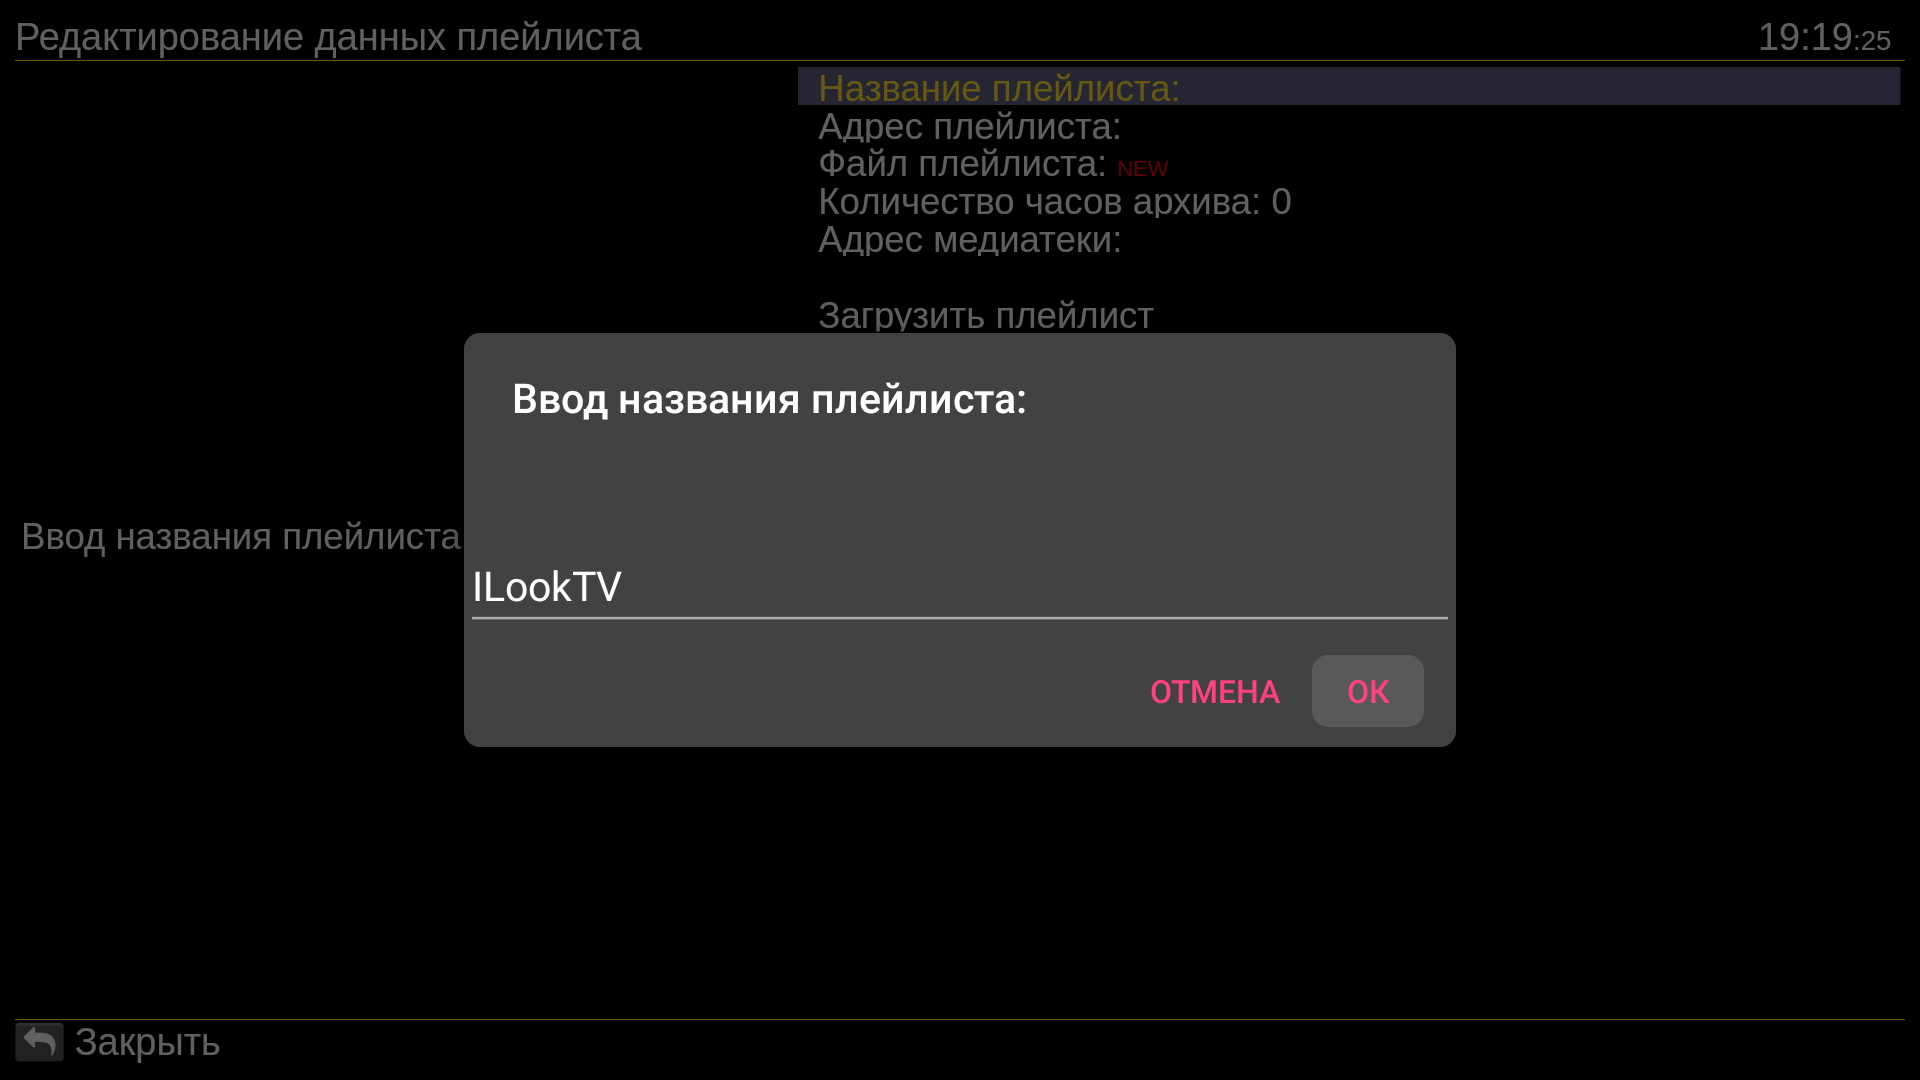 Редактирование данных плейлиста
19:19:25
Название плейлиста:
Адрес плейлиста:
Файл плейлиста: NEW
Количество часов архива: 0
Адрес медиатеки:
Загрузить плейлист
Ввод названия плейлиста
Ввод названия плейлиста:
ILookTV
ОТМЕНА
ОК
Закрыть